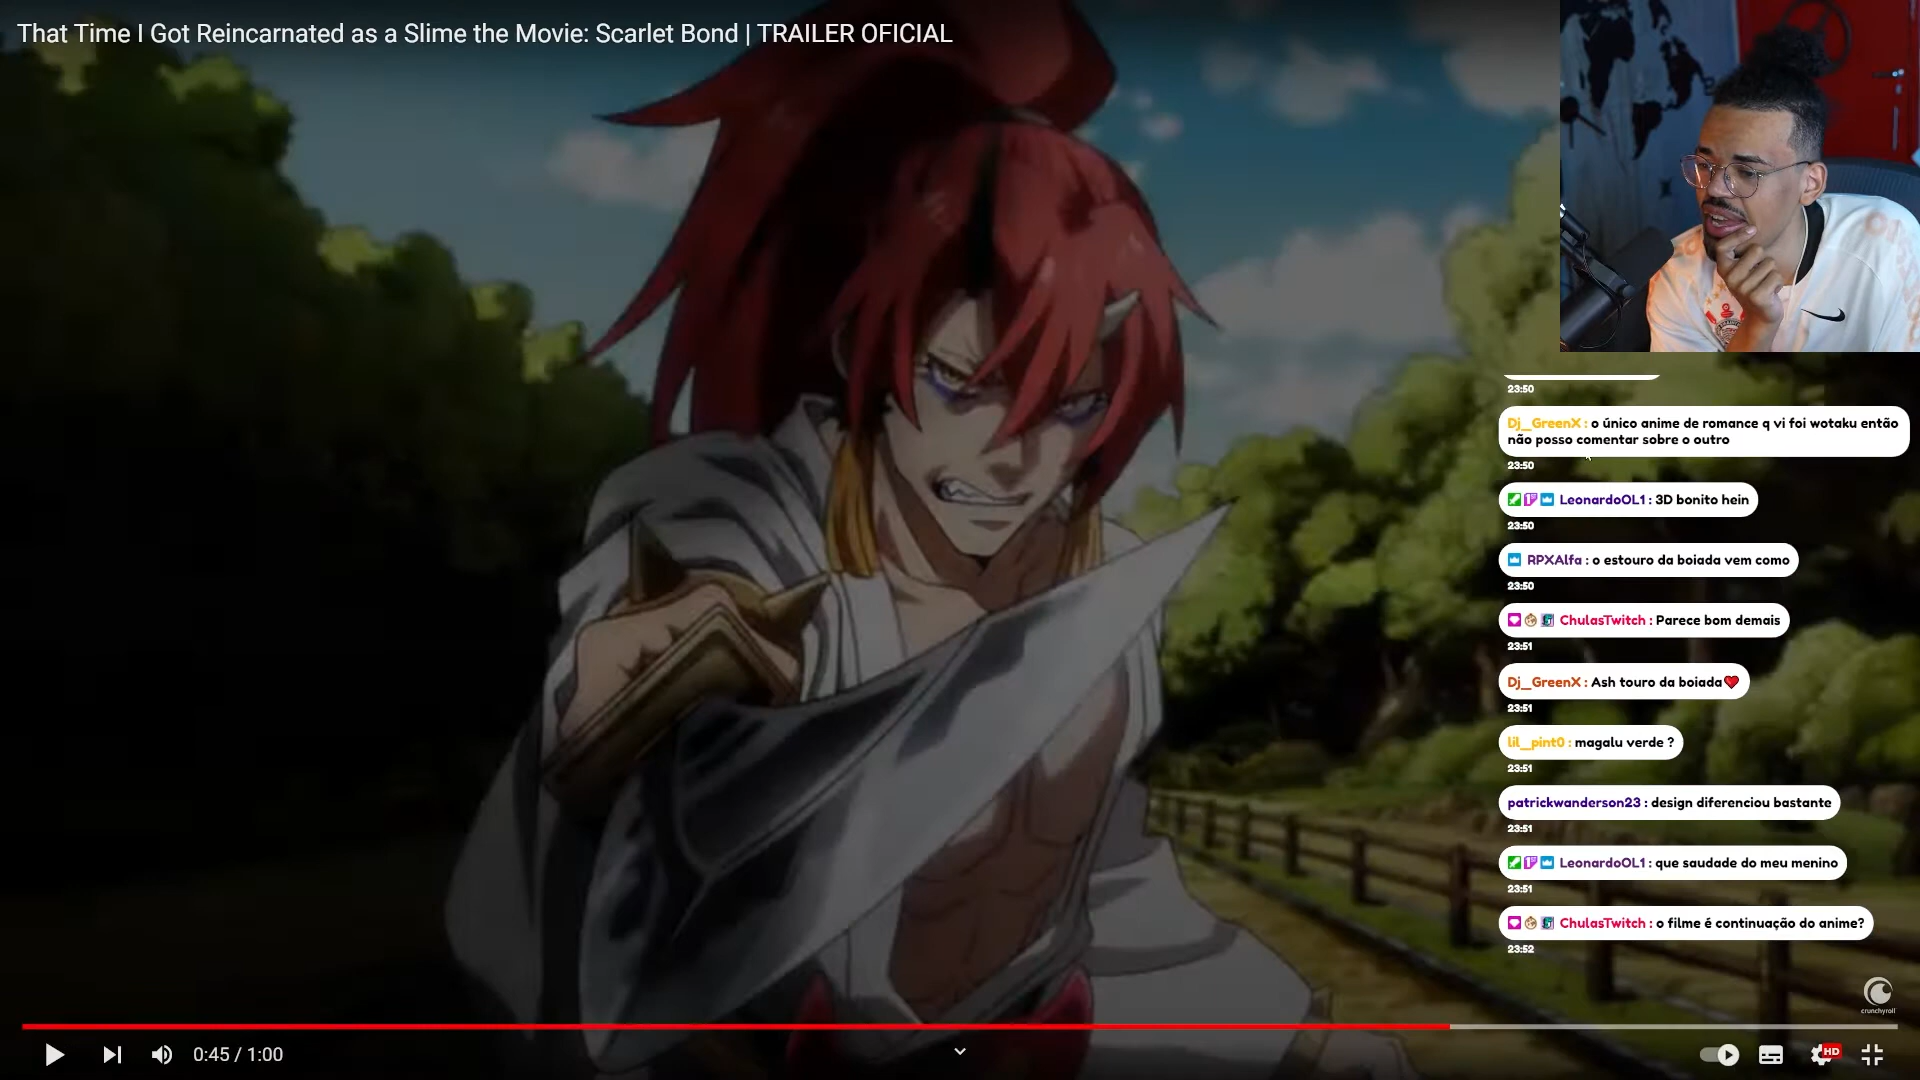 That Time I Got Reincarnated as a Slime the Movie: Scarlet Bond | TRAILER OFICIAL
23:50
Dj_GreenX : o único anime de romance q vi foi wotaku então
não posso comentar sobre o outro
23:50
LeonardoOL1 : 3D bonito hein
23:50
RPXAlfa : o estouro da boiada vem como
23:50
ChulasTwitch : Parece bom demais
23:51
Dj_GreenX : Ash touro da boiada❤️
23:51
lil_pint0 : magalu verde ?
23:51
patrickwanderson23 : design diferenciou bastante
23:51
LeonardoOL1 : que saudade do meu menino
23:51
ChulasTwitch : o filme é continuação do anime?
23:52
crunchyroll
0:45 / 1:00
HD